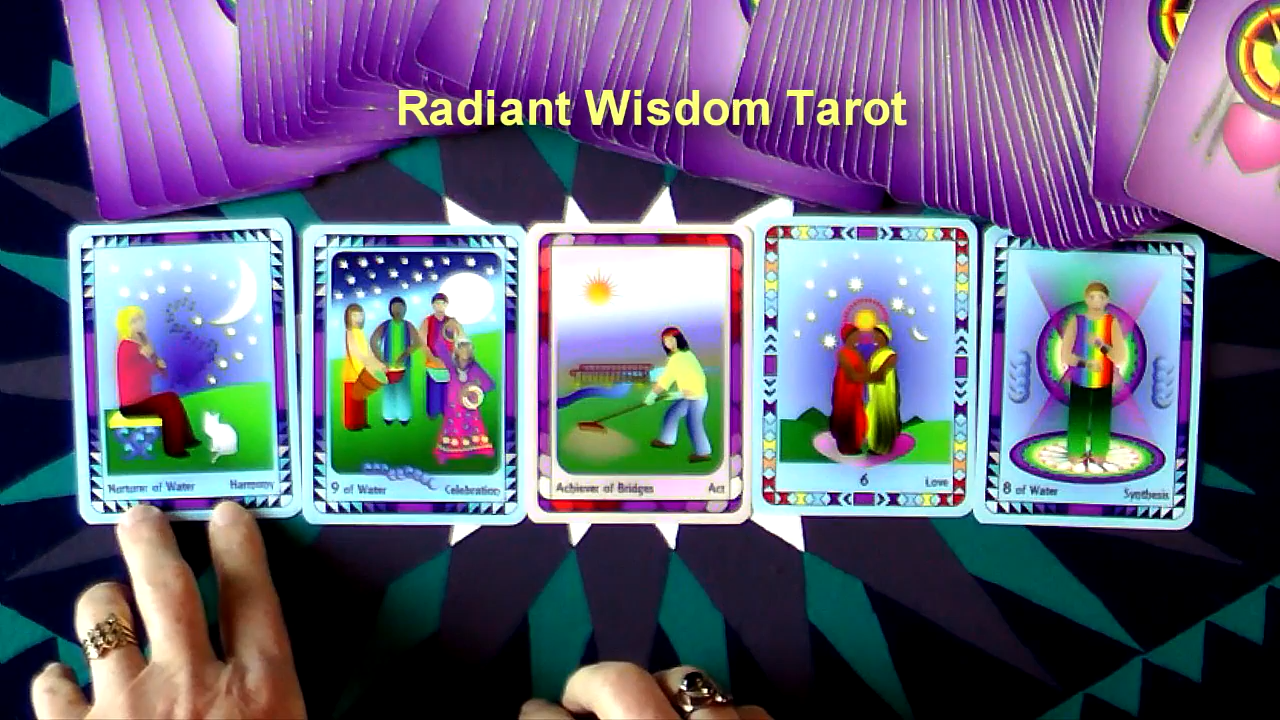 Radiant Wisdom Tarot
Nurturer of Water Harmony
9 of Water Celebration
Achiever of Bridges Act
6 Love
8 of Water Synthesis